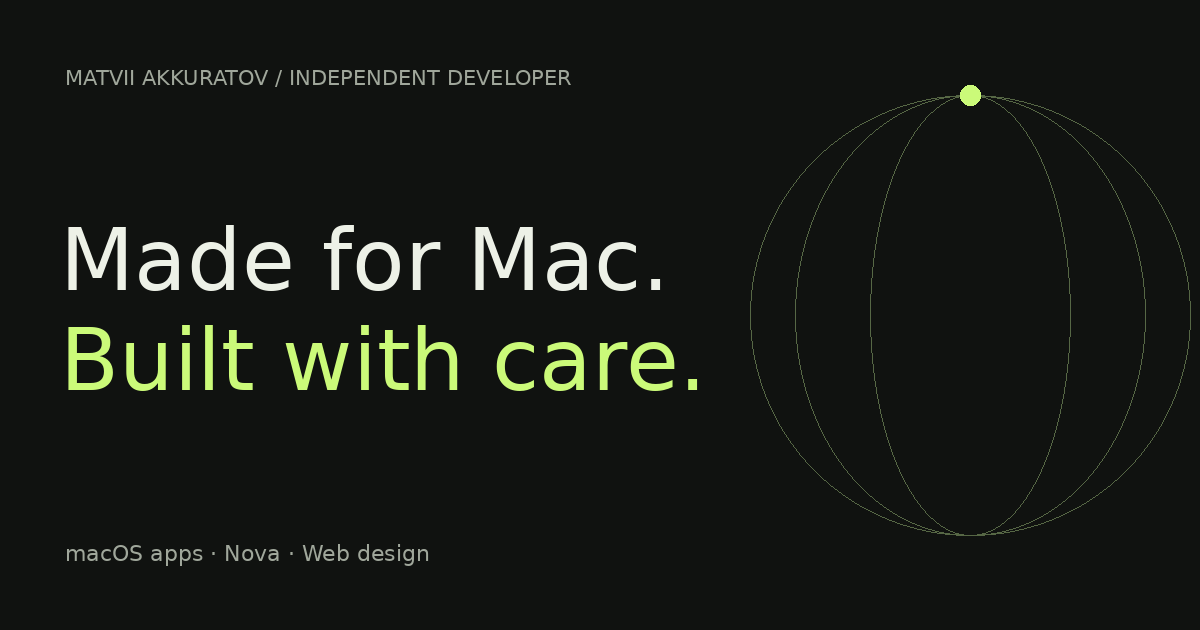 MATVII AKKURATOV / INDEPENDENT DEVELOPER
Made for Mac.
Built with care.
macOS apps · Nova · Web design